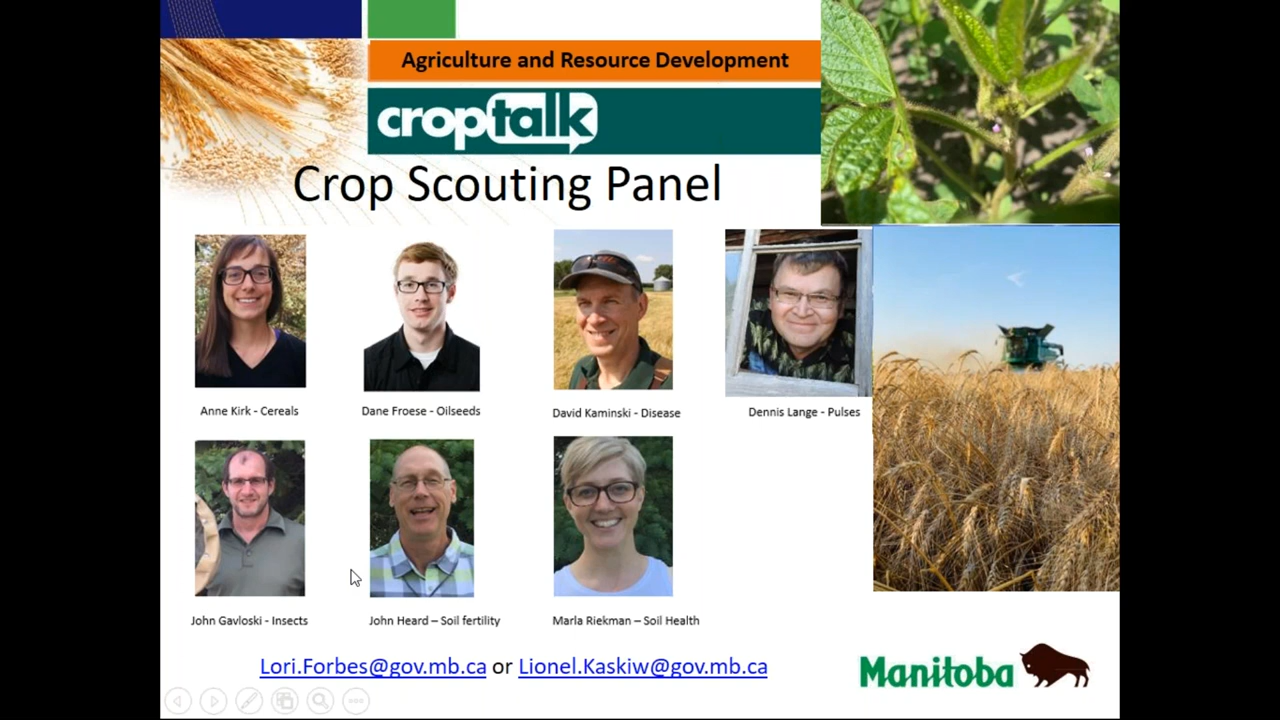 Agriculture and Resource Development
croptalk
Crop Scouting Panel
Anne Kirk - Cereals
Dane Froese - Oilseeds
David Kaminski - Disease
Dennis Lange - Pulses
John Gavloski - Insects
John Heard – Soil fertility
Marla Riekman – Soil Health
Lori.Forbes@gov.mb.ca or Lionel.Kaskiw@gov.mb.ca
Manitoba